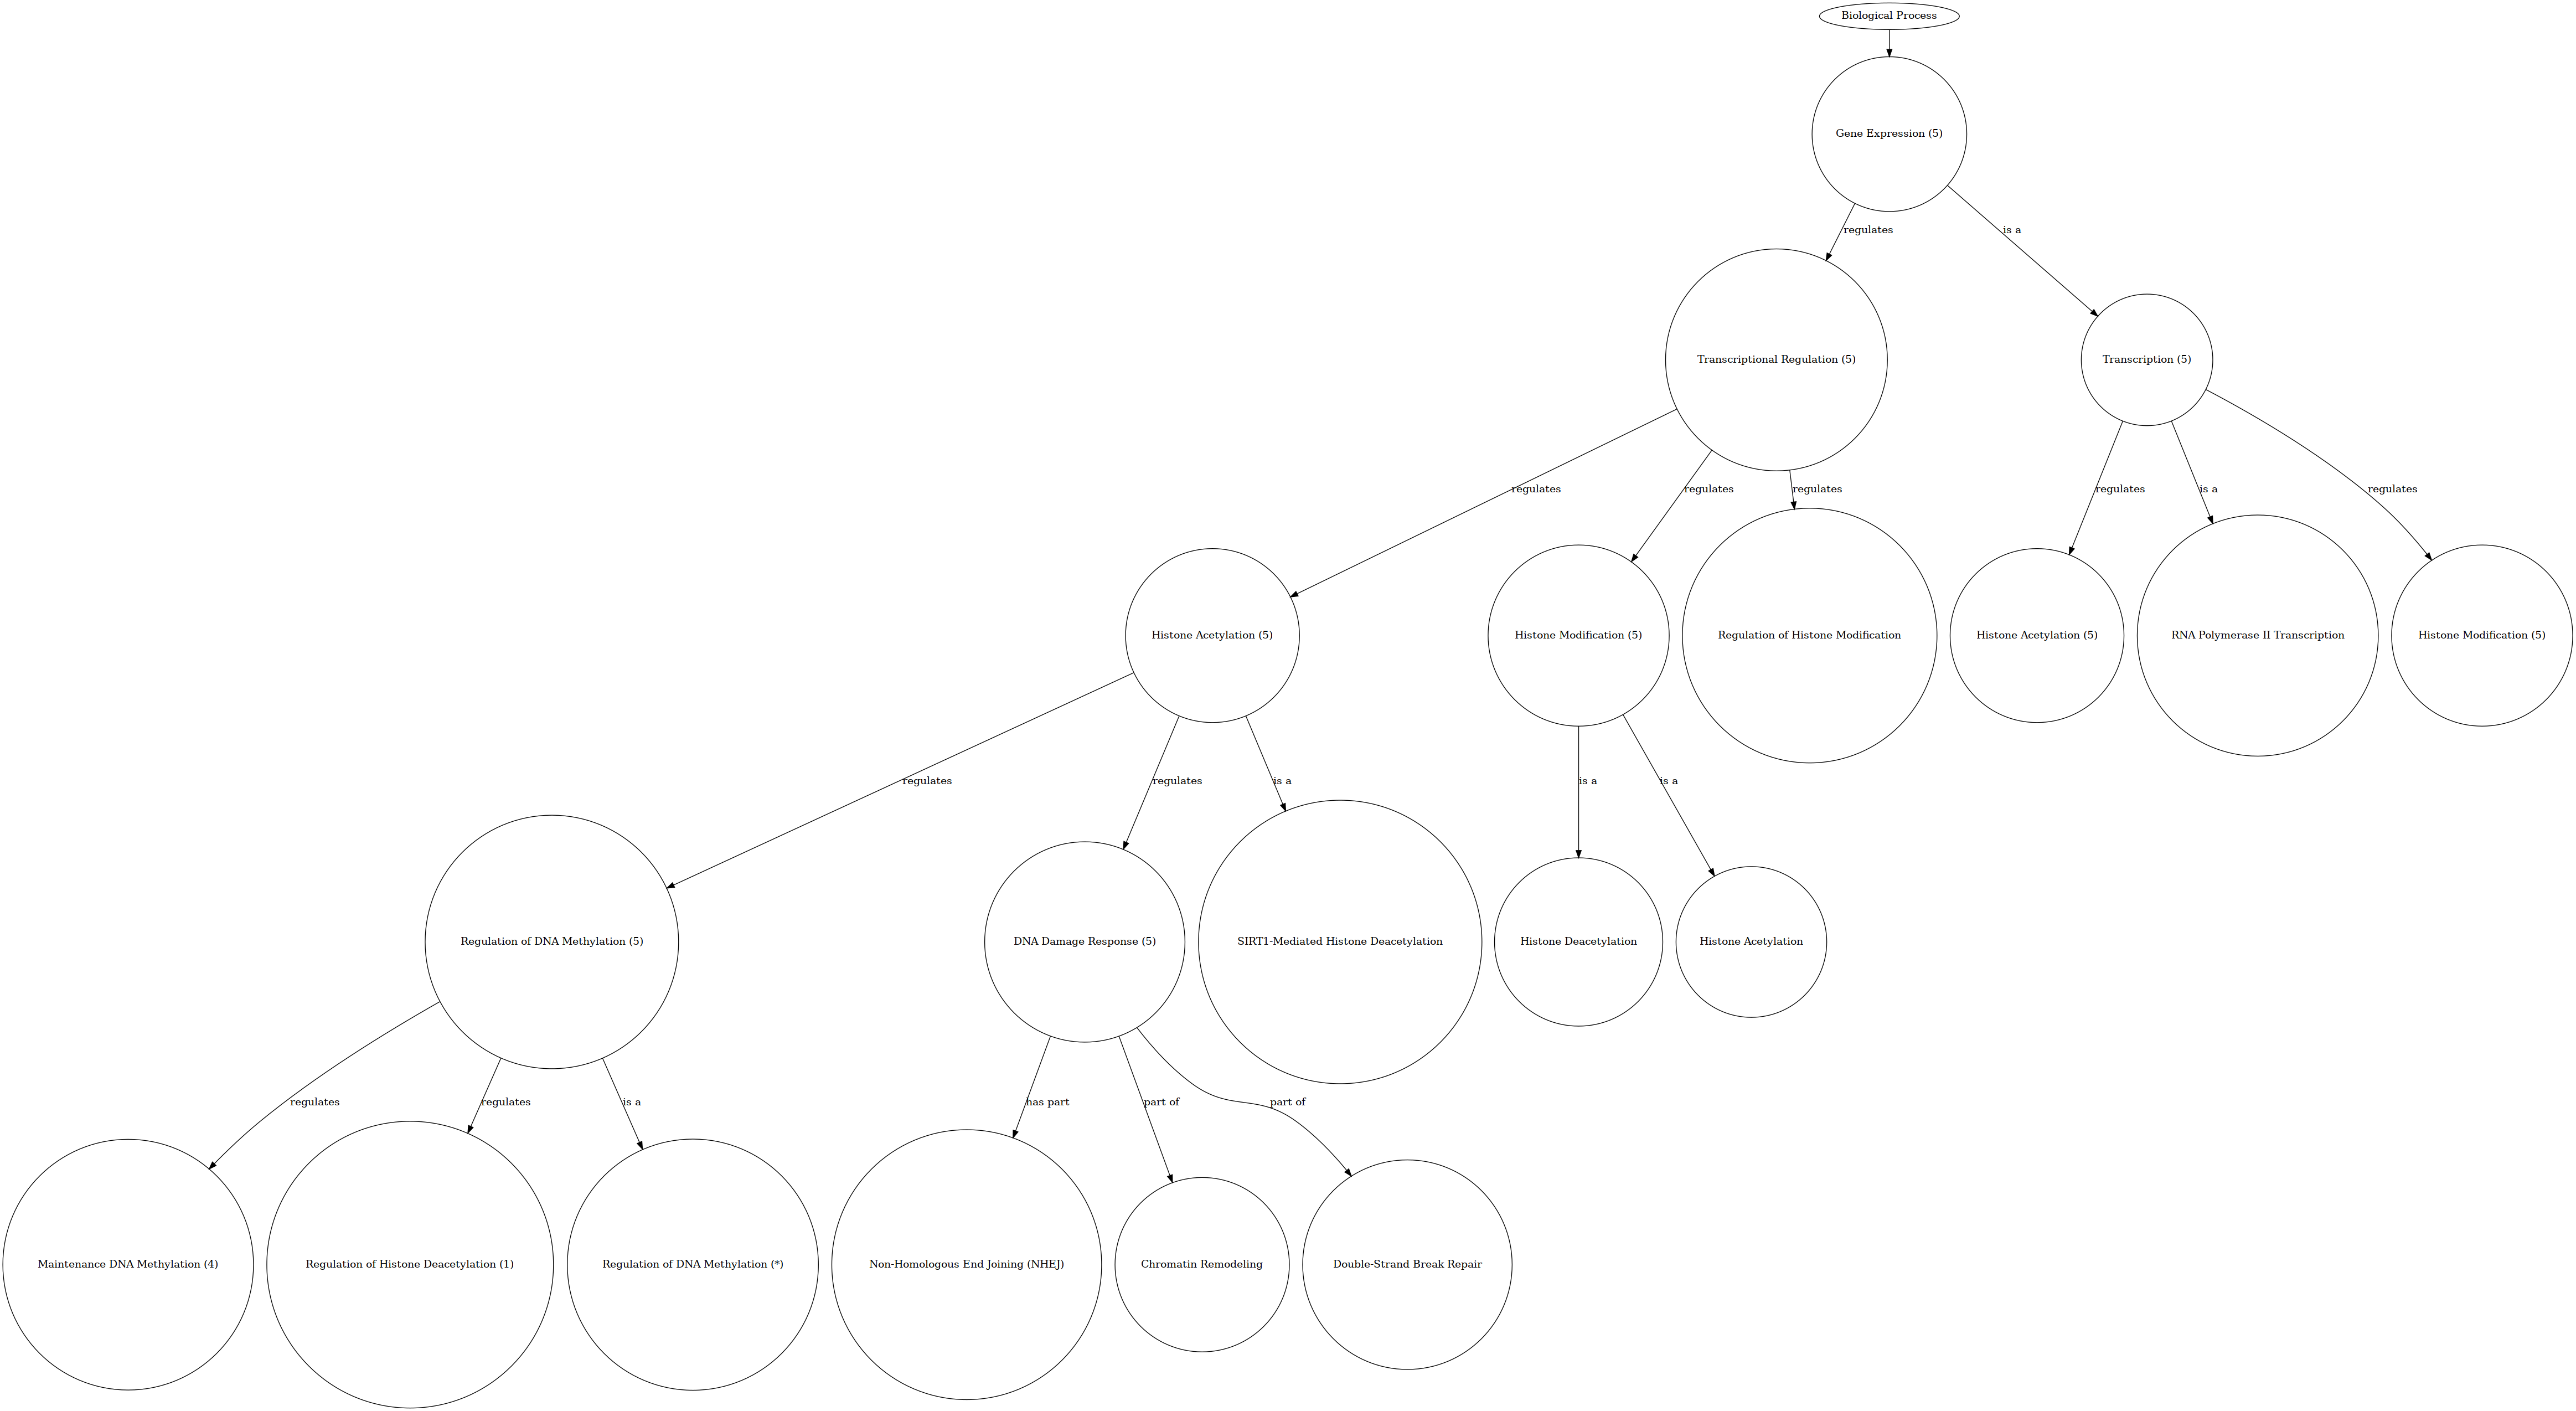 Biological Process
Gene Expression (5)
regulates
is a
Transcriptional Regulation (5)
Transcription (5)
regulates
regulates
regulates
regulates
is a
regulates
Histone Acetylation (5)
Histone Modification (5)
Regulation of Histone Modification
Histone Acetylation (5)
RNA Polymerase II Transcription
Histone Modification (5)
regulates
regulates
is a
is a
is a
Regulation of DNA Methylation (5)
DNA Damage Response (5)
SIRT1-Mediated Histone Deacetylation
Histone Deacetylation
Histone Acetylation
regulates
regulates
is a
has part
part of
part of
Maintenance DNA Methylation (4)
Regulation of Histone Deacetylation (1)
Regulation of DNA Methylation (*)
Non-Homologous End Joining (NHEJ)
Chromatin Remodeling
Double-Strand Break Repair